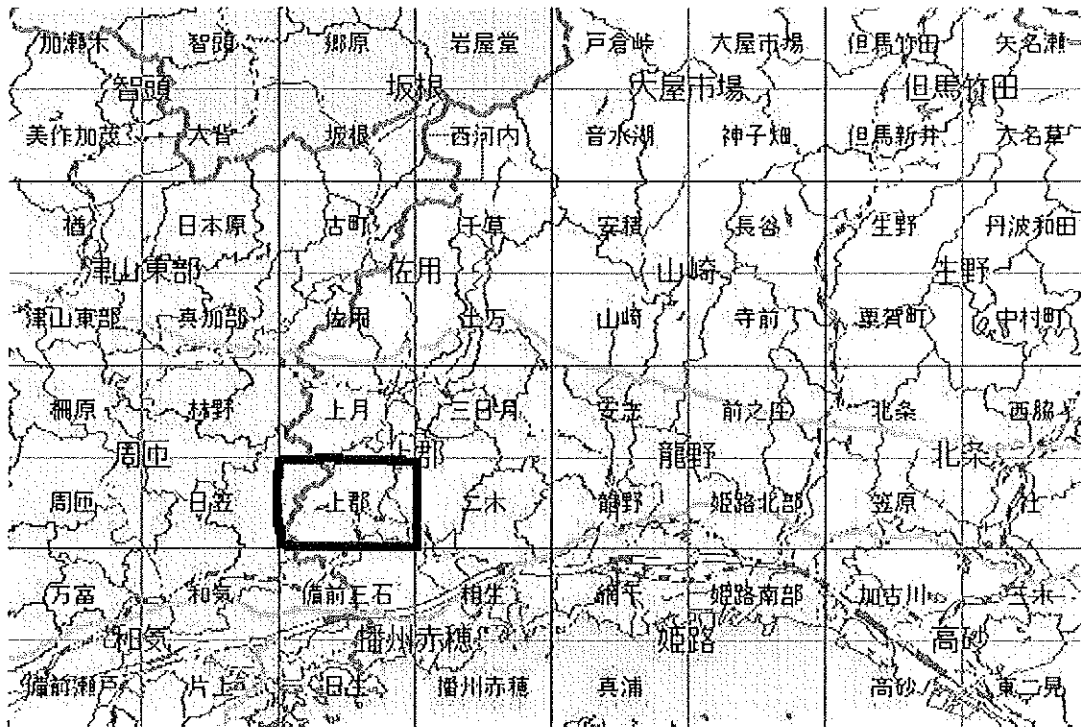 加瀬木 智頭 郷原 岩屋堂 戸倉峠 大屋市場 但馬竹田 矢名瀬
智頭 坂根 大屋市場 但馬竹田
美作加茂 大背 坂根 西河内 音水湖 神子畑 但馬新井 大名草
楢 日本原 古町 千草 安積 長谷 生野 丹波和田
津山東部 佐用 山崎 生野
津山東部 真加部 佐用 土万 山崎 寺前 粟賀町 中村町
柵原 林野 上月 三日月 安志 前之庄 北条 西脇
周匝 上郡 龍野 北条
周匝 日笠 上郡 二木 龍野 姫路北部 笠原 社
万富 和気 備前三石 相生 網干 姫路南部 加古川 三木
和気 播州赤穂 姫路 高砂
備前瀬戸 片上 日生 播州赤穂 真浦 高砂 東二見